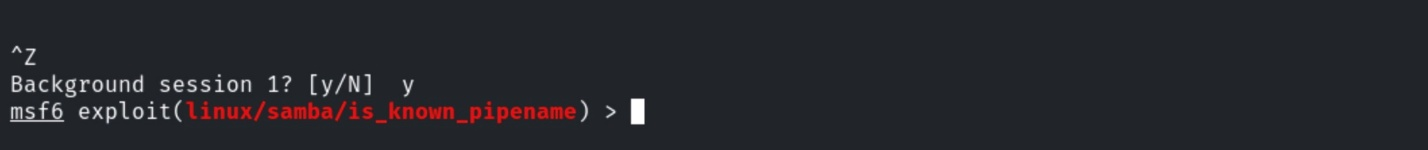 ^Z
Background session 1? [y/N]  y
msf6 exploit(linux/samba/is_known_pipename) >